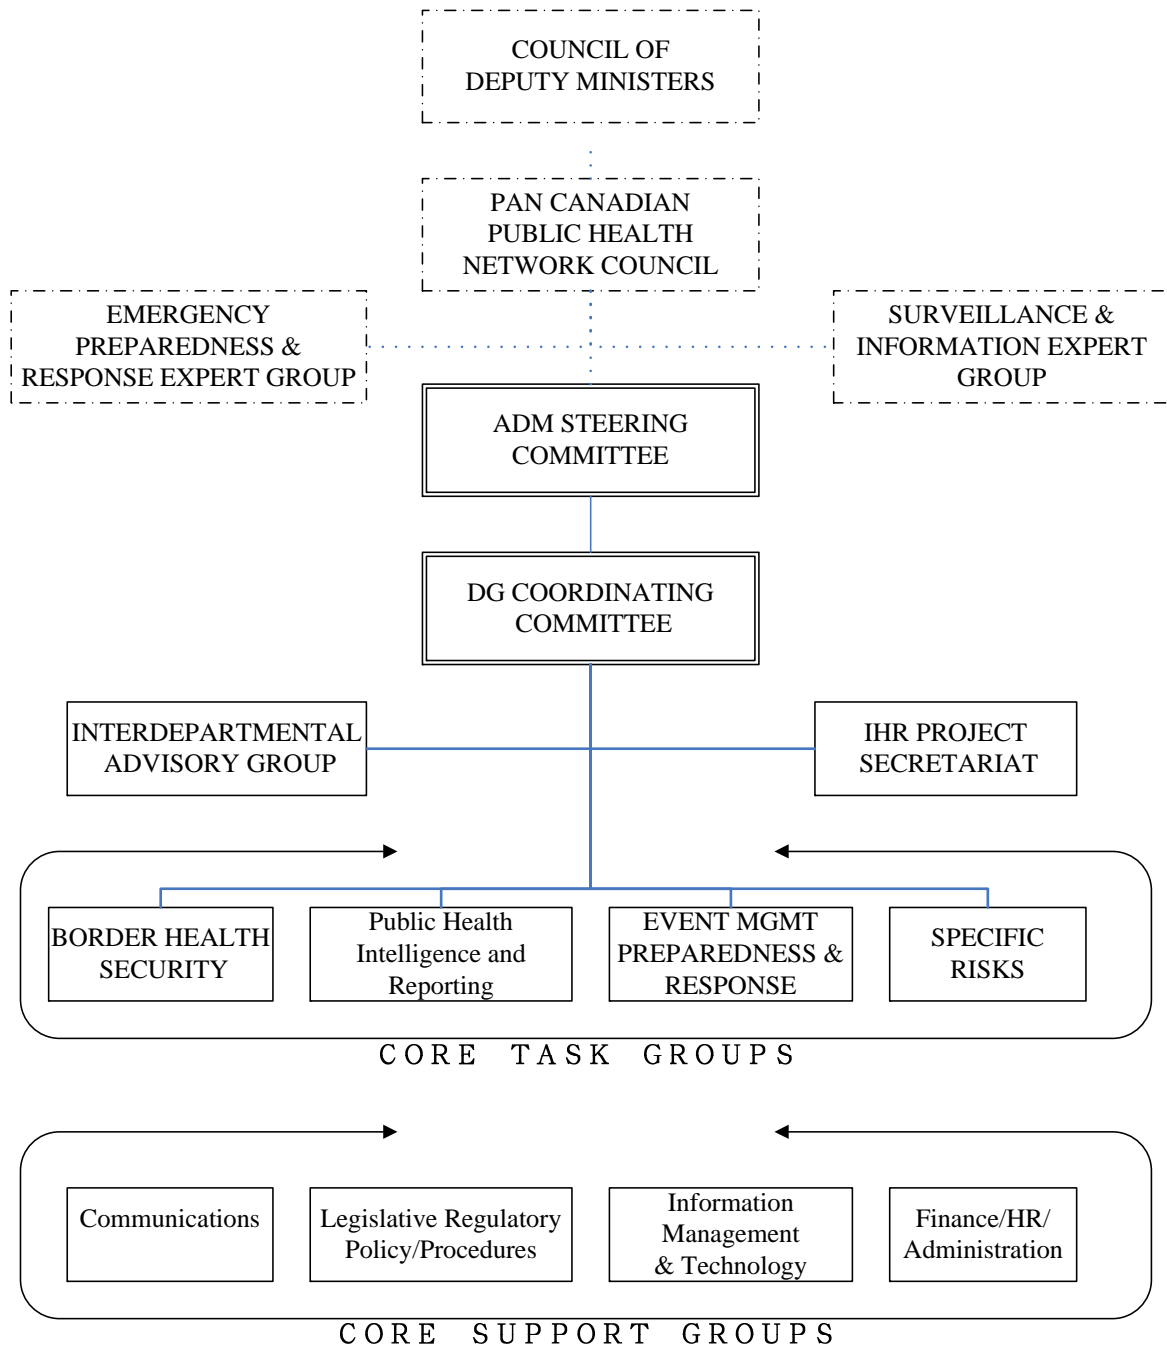 COUNCIL OF
DEPUTY MINISTERS
PAN CANADIAN
PUBLIC HEALTH
NETWORK COUNCIL
EMERGENCY
PREPAREDNESS &
RESPONSE EXPERT GROUP
SURVEILLANCE &
INFORMATION EXPERT
GROUP
ADM STEERING
COMMITTEE
DG COORDINATING
COMMITTEE
INTERDEPARTMENTAL
ADVISORY GROUP
IHR PROJECT
SECRETARIAT
BORDER HEALTH
SECURITY
Public Health
Intelligence and
Reporting
EVENT MGMT
PREPAREDNESS &
RESPONSE
SPECIFIC
RISKS
CORE TASK GROUPS
Communications
Legislative Regulatory
Policy/Procedures
Information
Management
& Technology
Finance/HR/
Administration
CORE SUPPORT GROUPS